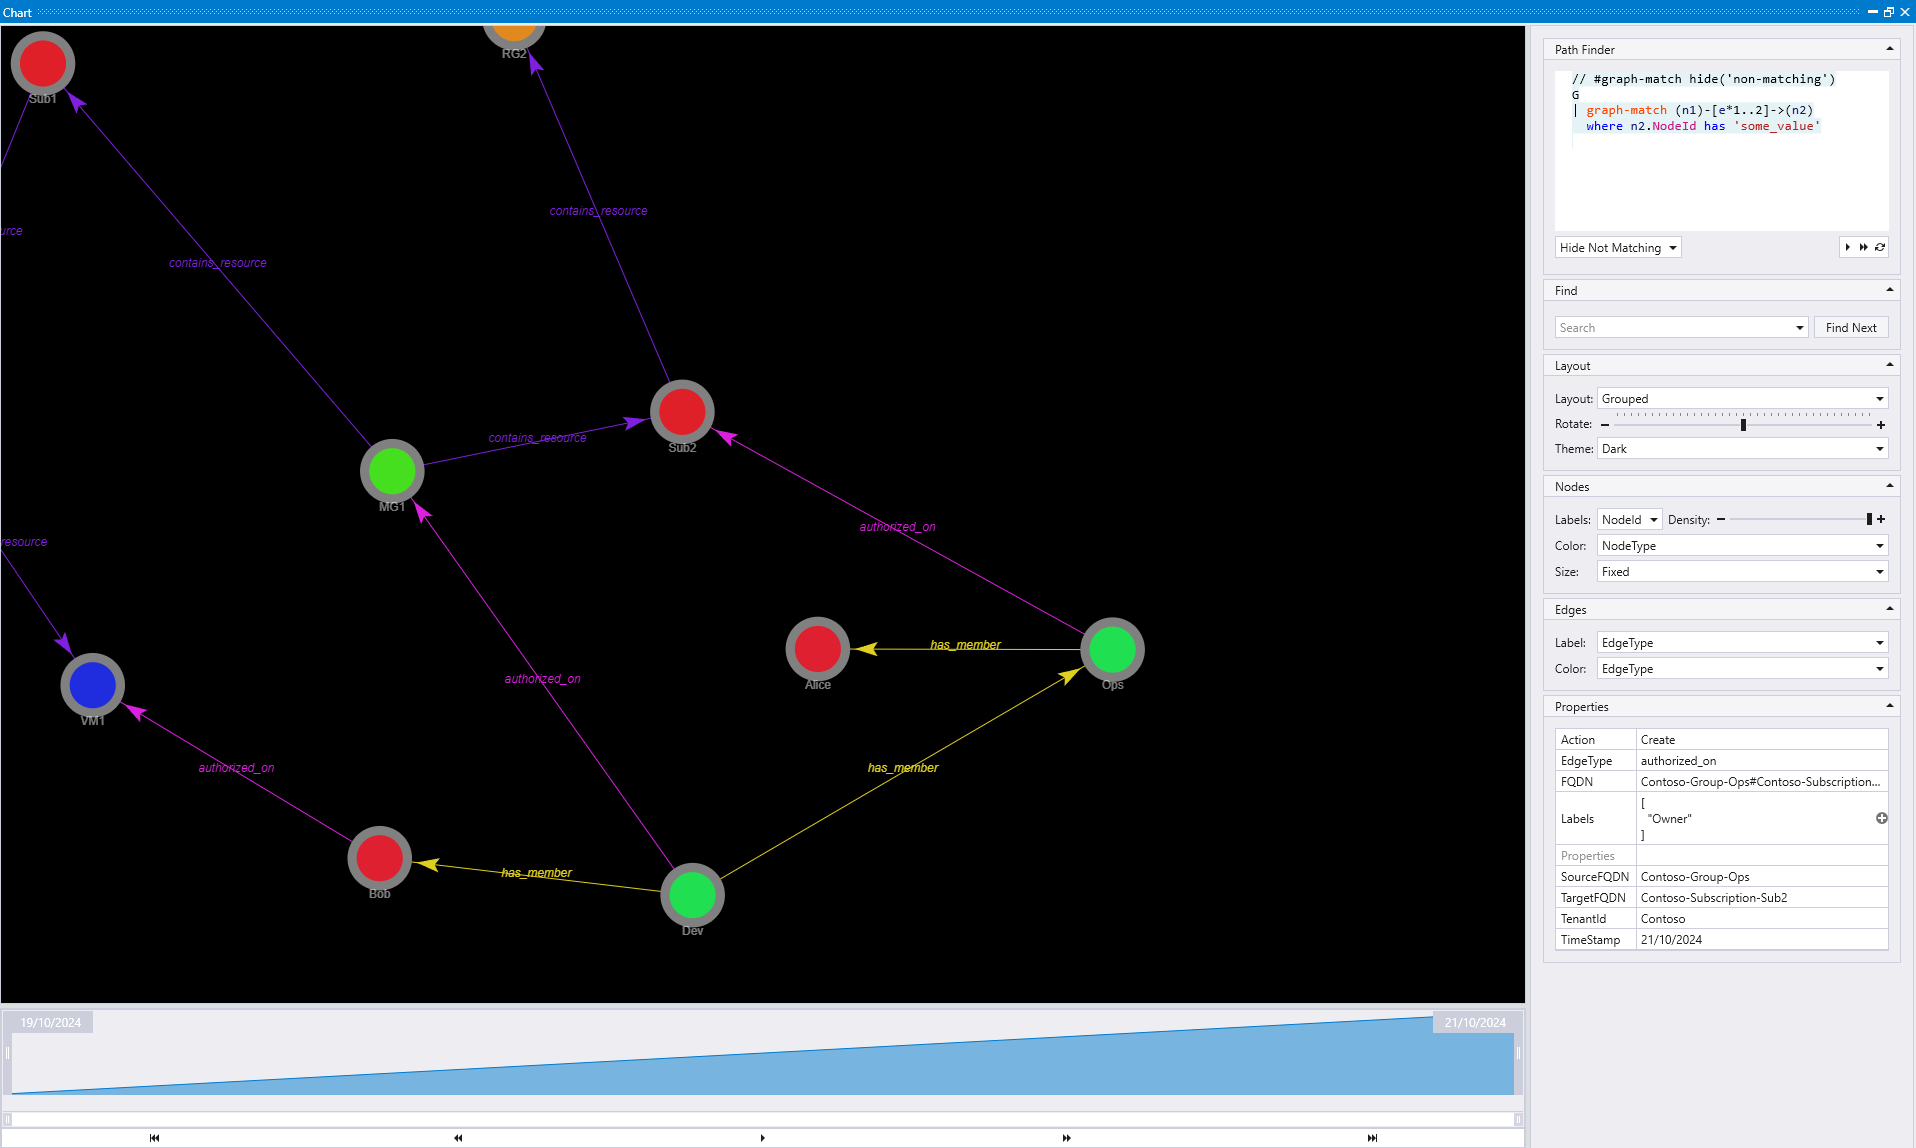 Chart
RG2
Sub1
contains_resource
urce
contains_resource
contains_resource
Sub2
MG1
authorized_on
resource
has_member
Alice
Ops
authorized_on
VM1
authorized_on
has_member
has_member
Bob
Dev
19/10/2024
21/10/2024
Path Finder
// #graph-match hide('non-matching')
G
| graph-match (n1)-[e*1..2]->(n2)
where n2.NodeId has 'some_value'
Hide Not Matching
Find
Search
Find Next
Layout
Layout: Grouped
Rotate:
Theme: Dark
Nodes
Labels: NodeId Density:
Color: NodeType
Size: Fixed
Edges
Label: EdgeType
Color: EdgeType
Properties
Action Create
EdgeType authorized_on
FQDN Contoso-Group-Ops#Contoso-Subscription...
[
Labels "Owner"
]
Properties
SourceFQDN Contoso-Group-Ops
TargetFQDN Contoso-Subscription-Sub2
TenantId Contoso
TimeStamp 21/10/2024